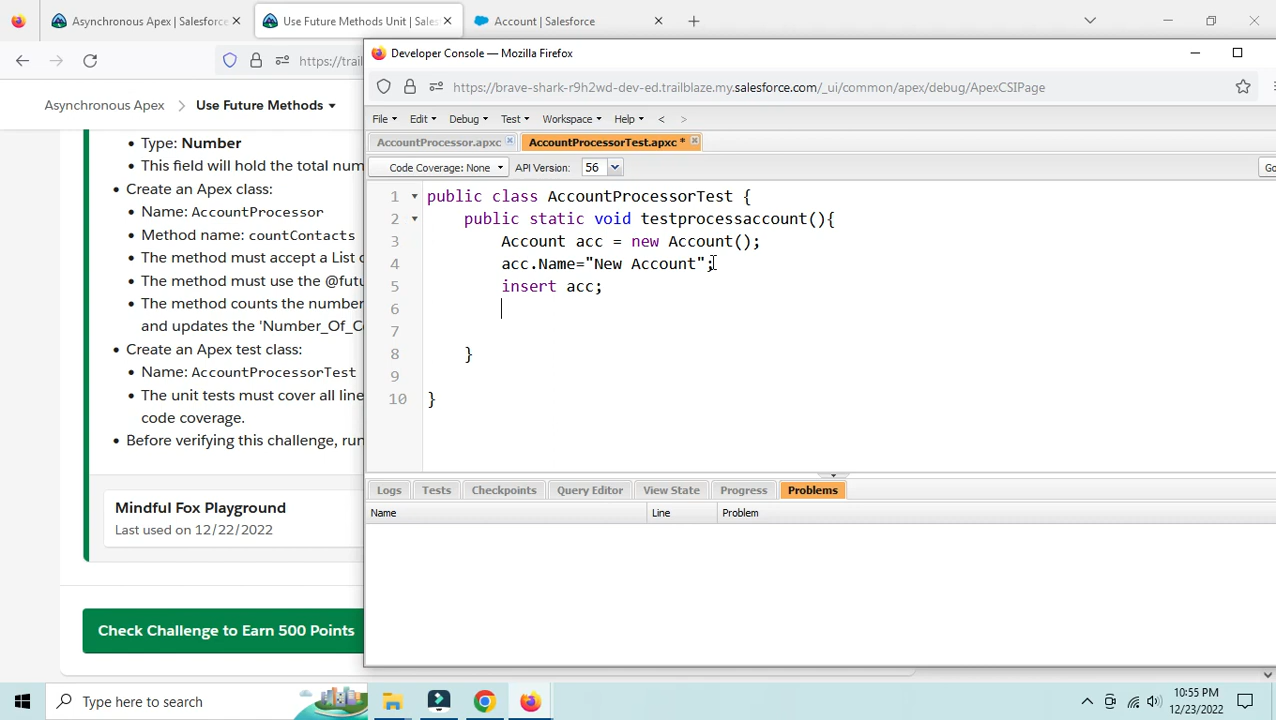 Asynchronous Apex | Salesforce
Use Future Methods Unit | Sales
Account | Salesforce
https://trail
Developer Console — Mozilla Firefox
https://brave-shark-r9h2wd-dev-ed.trailblaze.my.salesforce.com/_ui/common/apex/debug/ApexCSIPage
Asynchronous Apex > Use Future Methods
File Edit Debug Test Workspace Help < >
AccountProcessor.apxc AccountProcessorTest.apxc *
Code Coverage: None API Version: 56 Go
Type: Number
This field will hold the total num
Create an Apex class:
Name: AccountProcessor
Method name: countContacts
The method must accept a List o
The method must use the @futu
The method counts the number
and updates the 'Number_Of_C
Create an Apex test class:
Name: AccountProcessorTest
The unit tests must cover all line
code coverage.
Before verifying this challenge, run
Mindful Fox Playground
Last used on 12/22/2022
Check Challenge to Earn 500 Points
1 public class AccountProcessorTest {
2 public static void testprocessaccount(){
3 Account acc = new Account();
4 acc.Name="New Account";
5 insert acc;
6
7
8 }
9
10 }
Logs Tests Checkpoints Query Editor View State Progress Problems
Name Line Problem
Type here to search
10:55 PM
12/23/2022